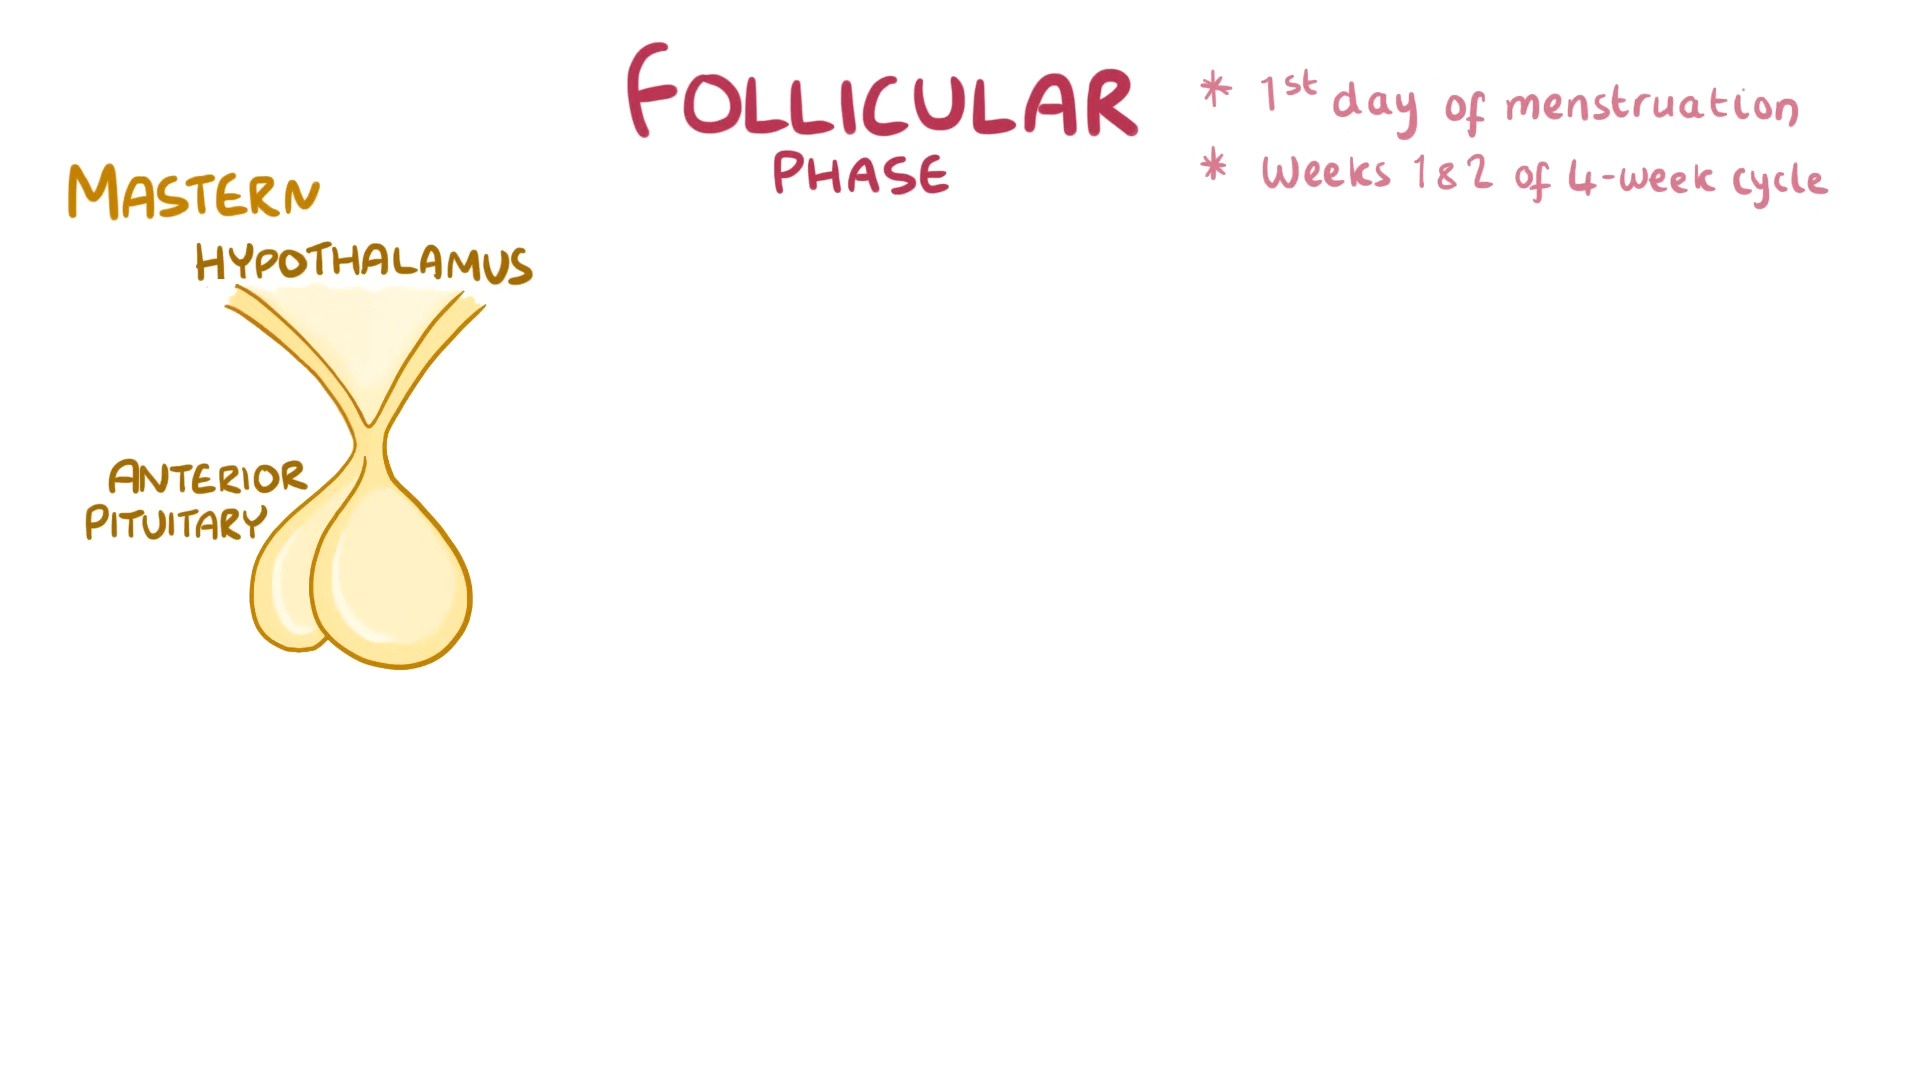 FOLLICULAR
PHASE
* 1st day of menstruation
* Weeks 1 & 2 of 4-week cycle
MASTERN
HYPOTHALAMUS
ANTERIOR
PITUITARY